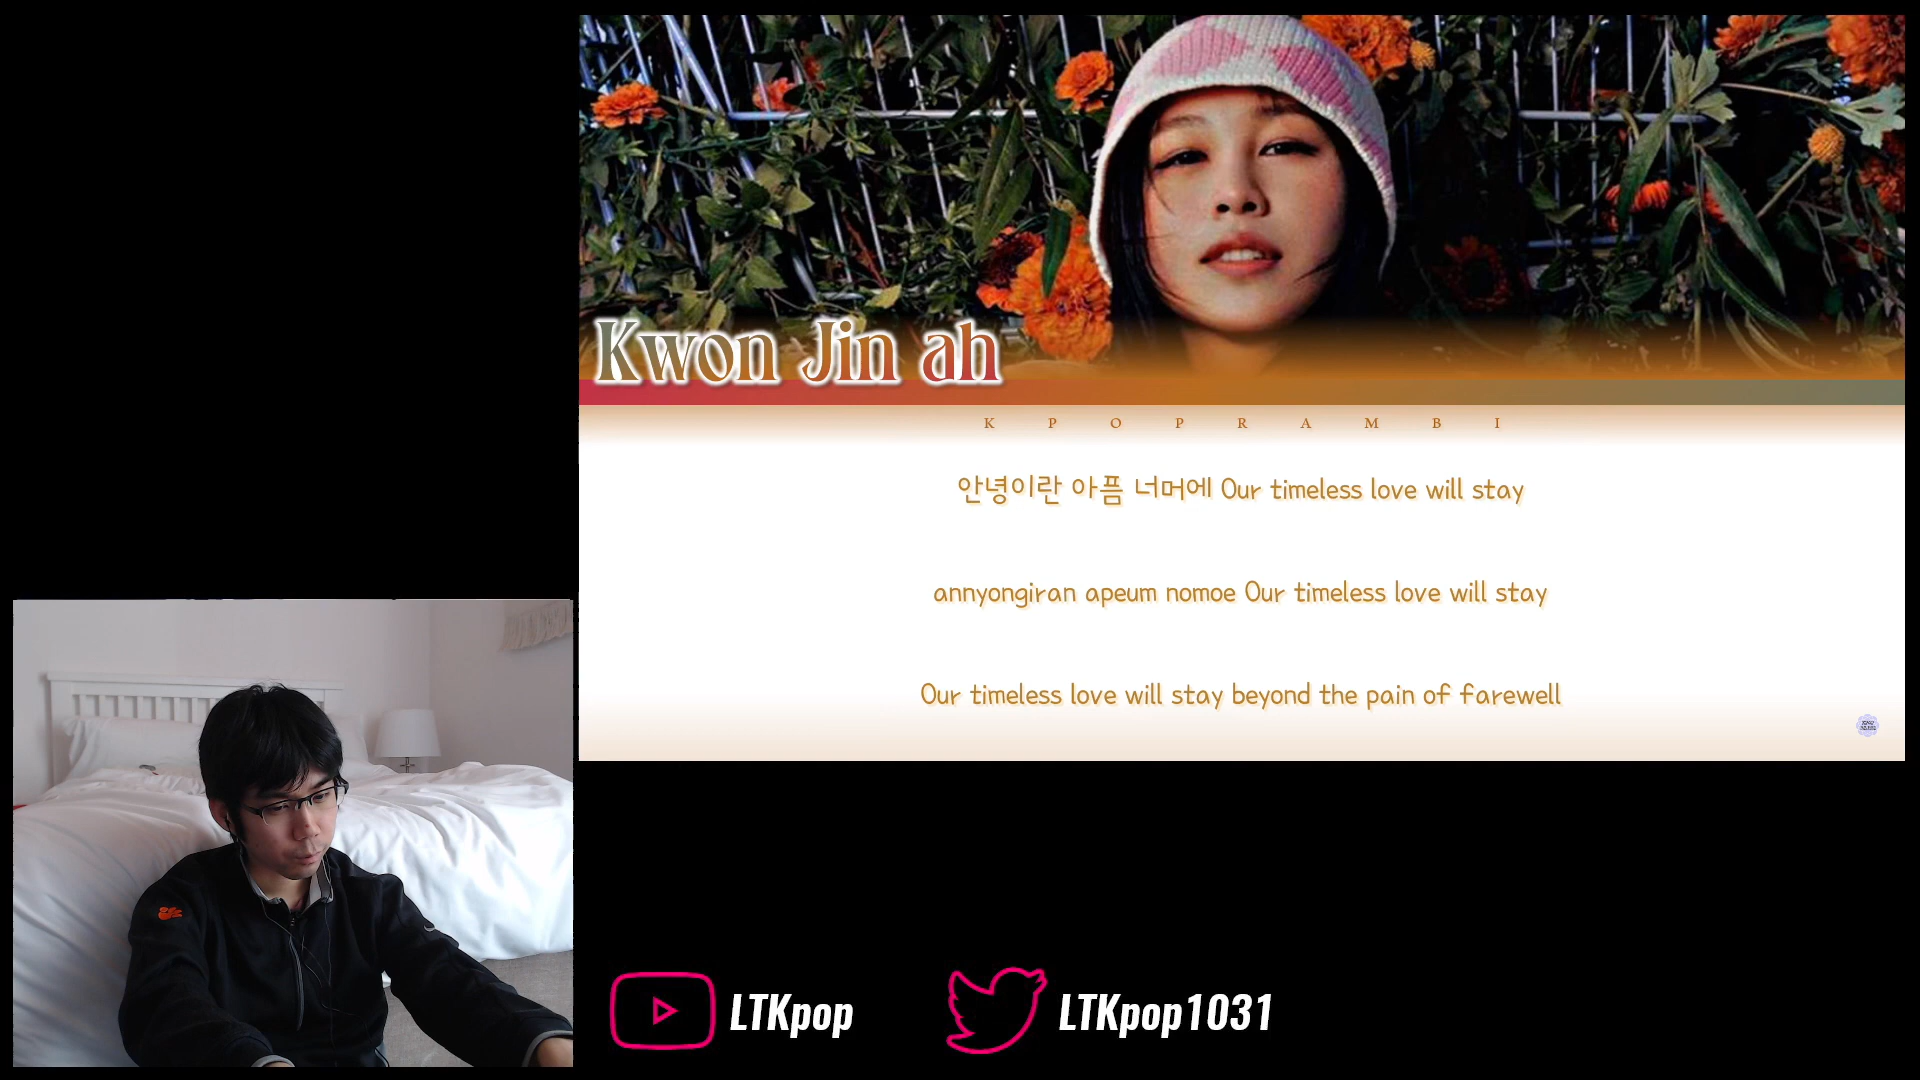 Kwon Jin ah
KPOPRAMBI
안녕이란 아픔 너머에 Our timeless love will stay
annyongiran apeum nomoe Our timeless love will stay
Our timeless love will stay beyond the pain of farewell
LTKpop
LTKpop1031